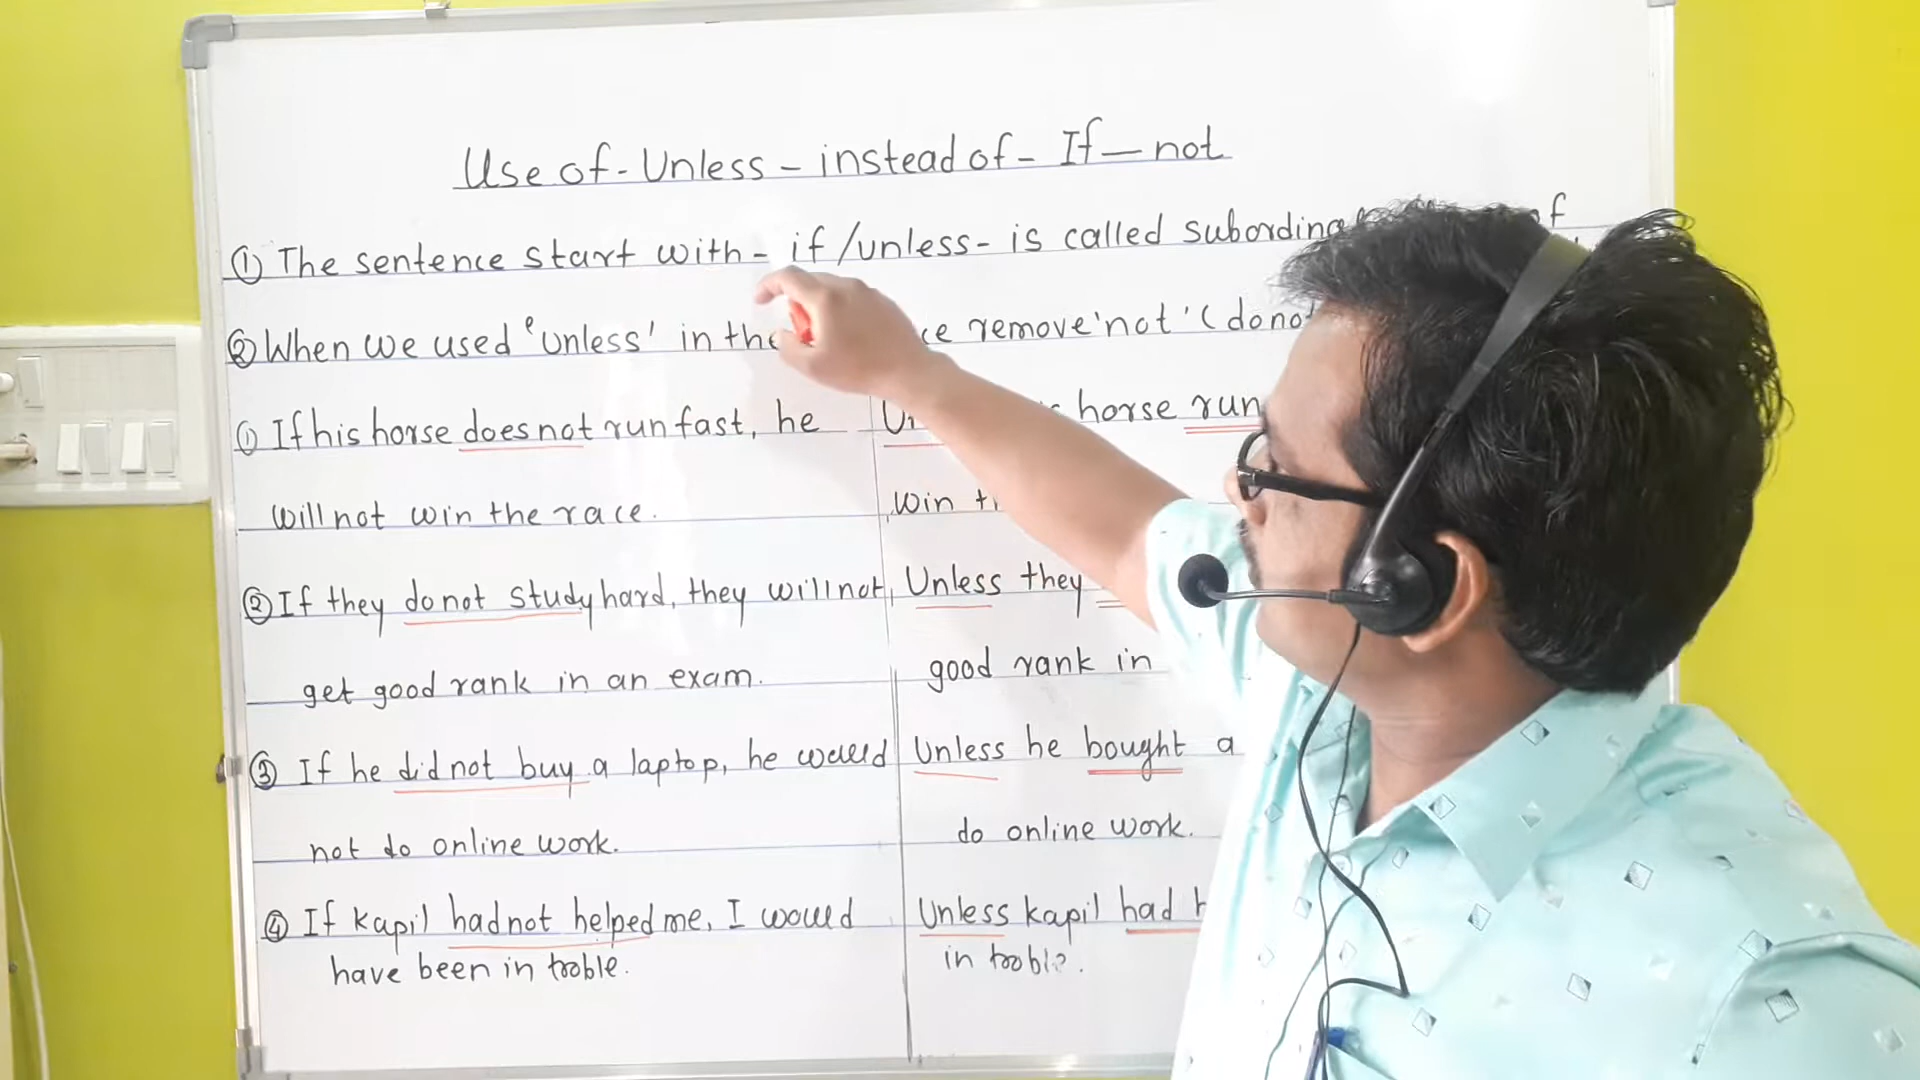 Use of - Unless - instead of - If — not
① The sentence start with - if /unless - is called of
② When we used 'Unless' in the remove 'not' (do not
① If his horse does not run fast, he
will not win the race.
② If they do not study hard, they will not
get good rank in an exam.
③ If he did not buy a laptop, he would
not do online work.
④ If Kapil had not helped me, I would
have been in troble.
horse run
win
Unless they
good rank in
Unless he bought a
do online work.
Unless Kapil had
in troble.